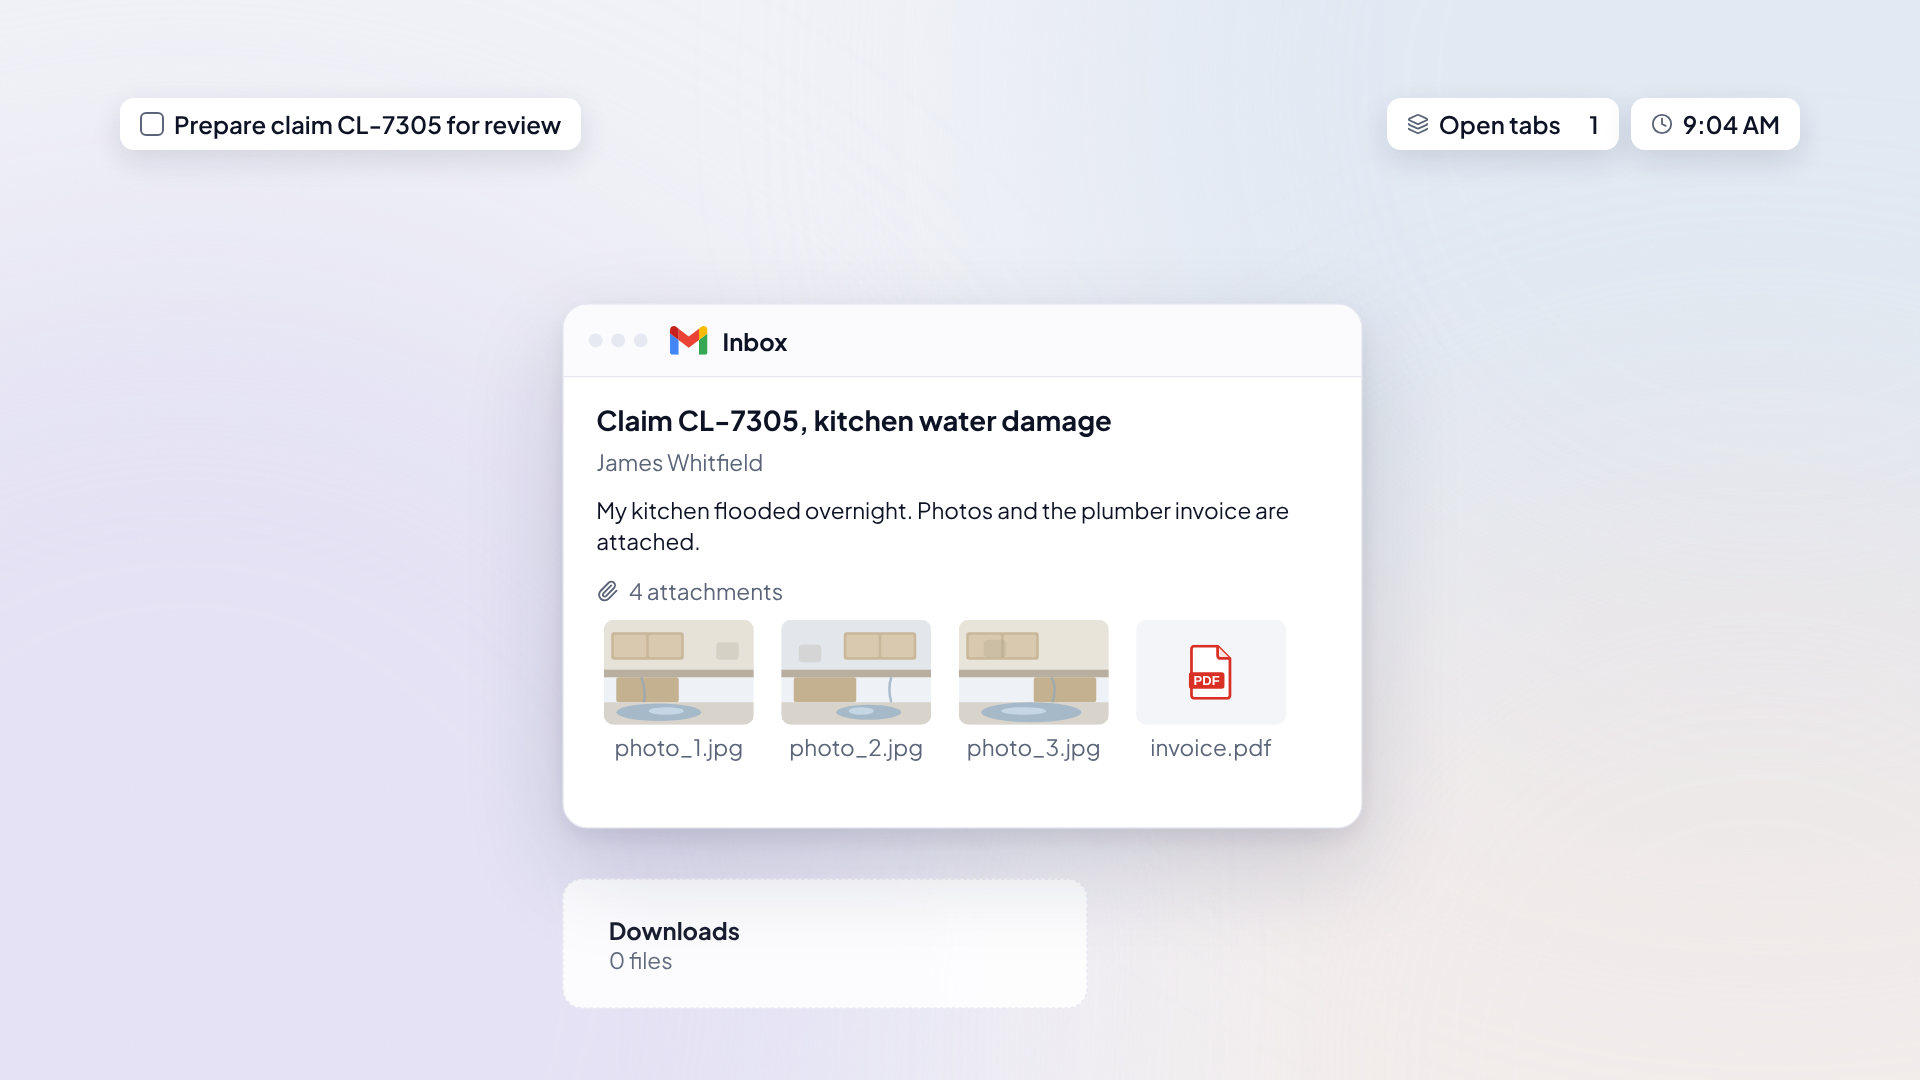 Prepare claim CL-7305 for review
Open tabs 1
9:04 AM
Inbox
Claim CL-7305, kitchen water damage
James Whitfield
My kitchen flooded overnight. Photos and the plumber invoice are
attached.
4 attachments
PDF
photo_1.jpg
photo_2.jpg
photo_3.jpg
invoice.pdf
Downloads
0 files